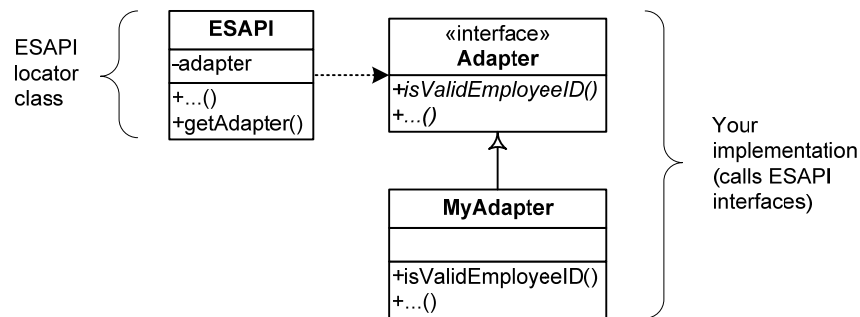 ESAPI
locator
class
ESAPI
-adapter
+...()
+getAdapter()
«interface»
Adapter
+isValidEmployeeID()
+...()
MyAdapter
+isValidEmployeeID()
+...()
Your
implementation
(calls ESAPI
interfaces)